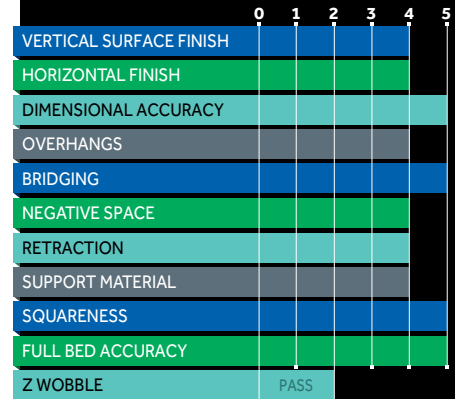 0 1 2 3 4 5
VERTICAL SURFACE FINISH
HORIZONTAL FINISH
DIMENSIONAL ACCURACY
OVERHANGS
BRIDGING
NEGATIVE SPACE
RETRACTION
SUPPORT MATERIAL
SQUARENESS
FULL BED ACCURACY
Z WOBBLE PASS